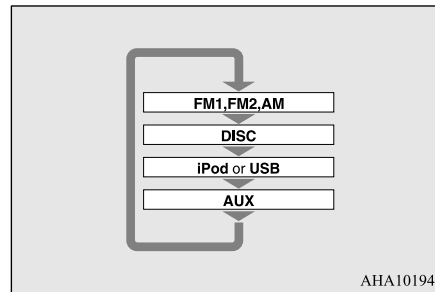 FM1,FM2,AM
DISC
iPod or USB
AUX
AHA10194